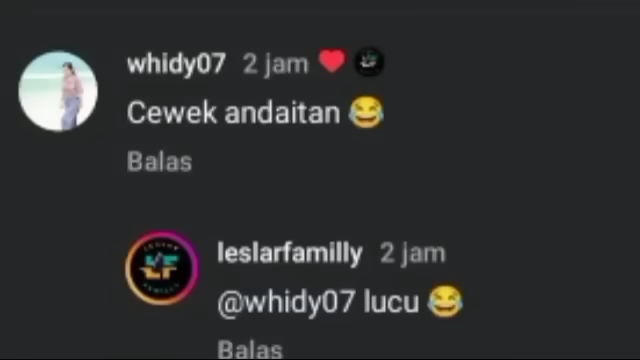 whidy07 2 jam ❤️
Cewek andaitan 😂
Balas
leslarfamilly 2 jam
@whidy07 lucu 😂
Balas